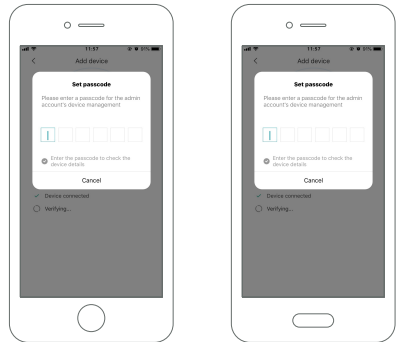 11:57
91%
Add device
Set passcode
Please enter a passcode for the admin
account's device management
Enter the passcode to check the
device details
Cancel
Device connected
Verifying...
11:57
91%
Add device
Set passcode
Please enter a passcode for the admin
account's device management
Enter the passcode to check the
device details
Cancel
Device connected
Verifying...